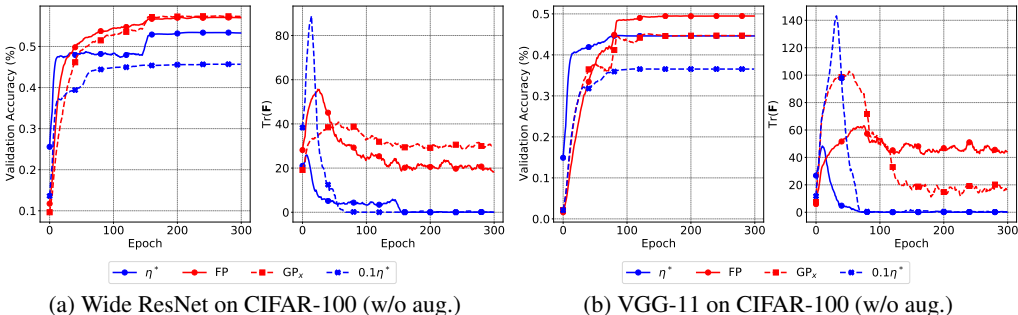 Validation Accuracy (%)
0.5
0.4
0.3
0.2
0.1
0
100
200
300
Epoch
Tr(F)
80
60
40
20
0
0
100
200
300
η*
FP
GPx
0.1η*
(a) Wide ResNet on CIFAR-100 (w/o aug.)
Validation Accuracy (%)
0.5
0.4
0.3
0.2
0.1
0.0
0
100
200
300
Epoch
Tr(F)
140
120
100
80
60
40
20
0
0
100
200
300
η*
FP
GPx
0.1η*
(b) VGG-11 on CIFAR-100 (w/o aug.)